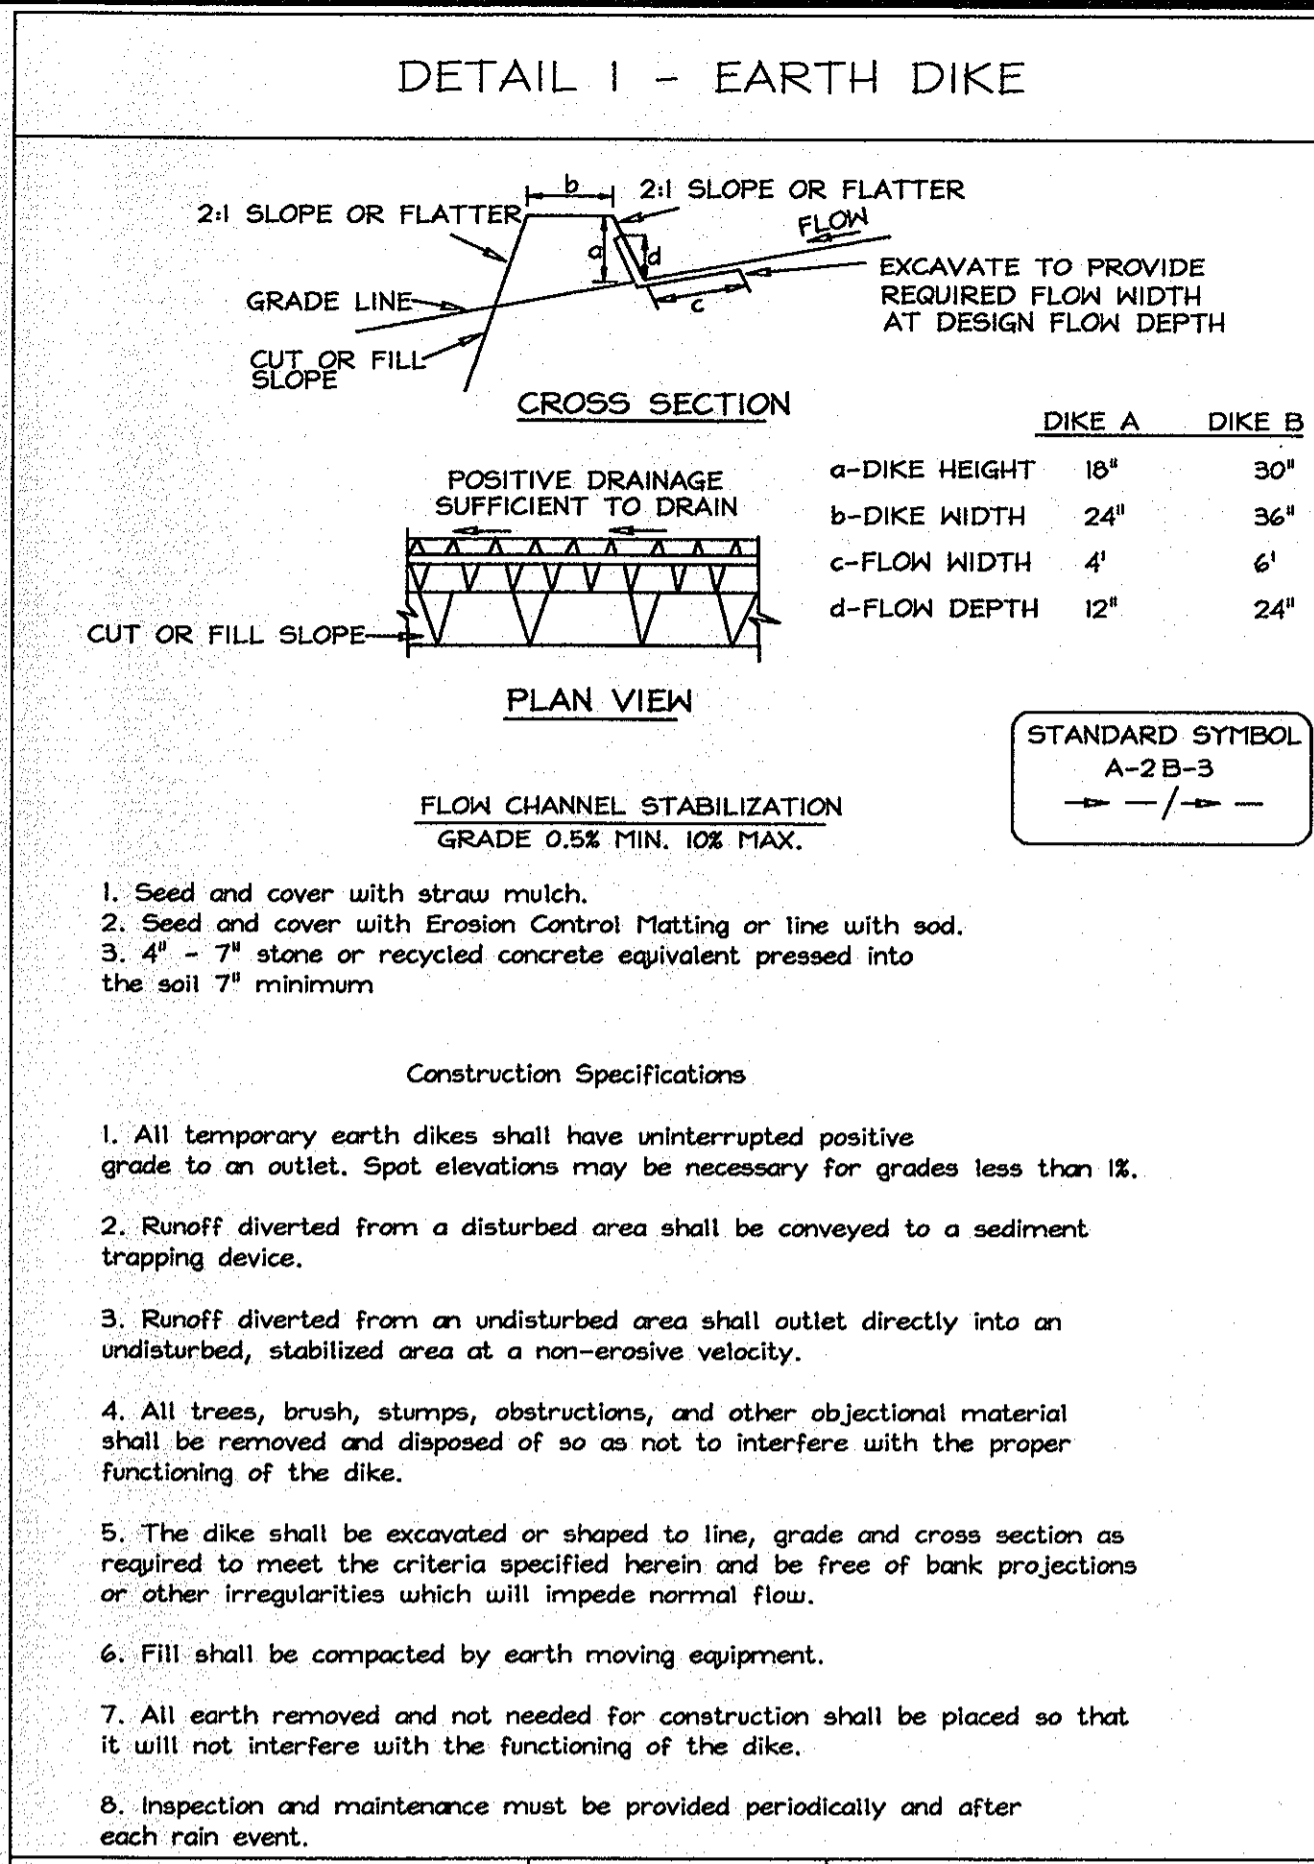 DETAIL 1 - EARTH DIKE
b
2:1 SLOPE OR FLATTER
2:1 SLOPE OR FLATTER
FLOW
a
d
EXCAVATE TO PROVIDE
REQUIRED FLOW WIDTH
AT DESIGN FLOW DEPTH
GRADE LINE
c
CUT OR FILL
SLOPE
CROSS SECTION
DIKE A DIKE B
a-DIKE HEIGHT 18" 30"
b-DIKE WIDTH 24" 36"
c-FLOW WIDTH 4' 6'
d-FLOW DEPTH 12" 24"
POSITIVE DRAINAGE
SUFFICIENT TO DRAIN
CUT OR FILL SLOPE
PLAN VIEW
STANDARD SYMBOL
A-2 B-3
/
FLOW CHANNEL STABILIZATION
GRADE 0.5% MIN. 10% MAX.
1. Seed and cover with straw mulch.
2. Seed and cover with Erosion Control Matting or line with sod.
3. 4" - 7" stone or recycled concrete equivalent pressed into
the soil 7" minimum
Construction Specifications
1. All temporary earth dikes shall have uninterrupted positive
grade to an outlet. Spot elevations may be necessary for grades less than 1%.
2. Runoff diverted from a disturbed area shall be conveyed to a sediment
trapping device.
3. Runoff diverted from an undisturbed area shall outlet directly into an
undisturbed, stabilized area at a non-erosive velocity.
4. All trees, brush, stumps, obstructions, and other objectional material
shall be removed and disposed of so as not to interfere with the proper
functioning of the dike.
5. The dike shall be excavated or shaped to line, grade and cross section as
required to meet the criteria specified herein and be free of bank projections
or other irregularities which will impede normal flow.
6. Fill shall be compacted by earth moving equipment.
7. All earth removed and not needed for construction shall be placed so that
it will not interfere with the functioning of the dike.
8. Inspection and maintenance must be provided periodically and after
each rain event.